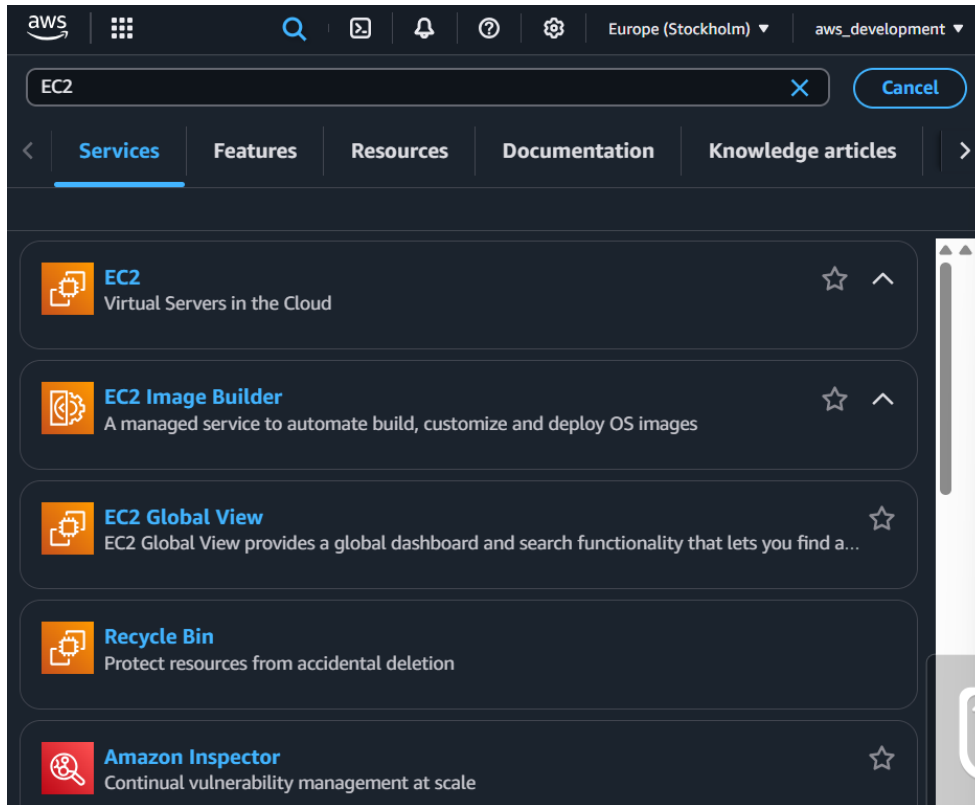 aws
Europe (Stockholm) ▼
aws_development ▼
EC2
Cancel
Services
Features
Resources
Documentation
Knowledge articles
EC2
Virtual Servers in the Cloud
EC2 Image Builder
A managed service to automate build, customize and deploy OS images
EC2 Global View
EC2 Global View provides a global dashboard and search functionality that lets you find a...
Recycle Bin
Protect resources from accidental deletion
Amazon Inspector
Continual vulnerability management at scale